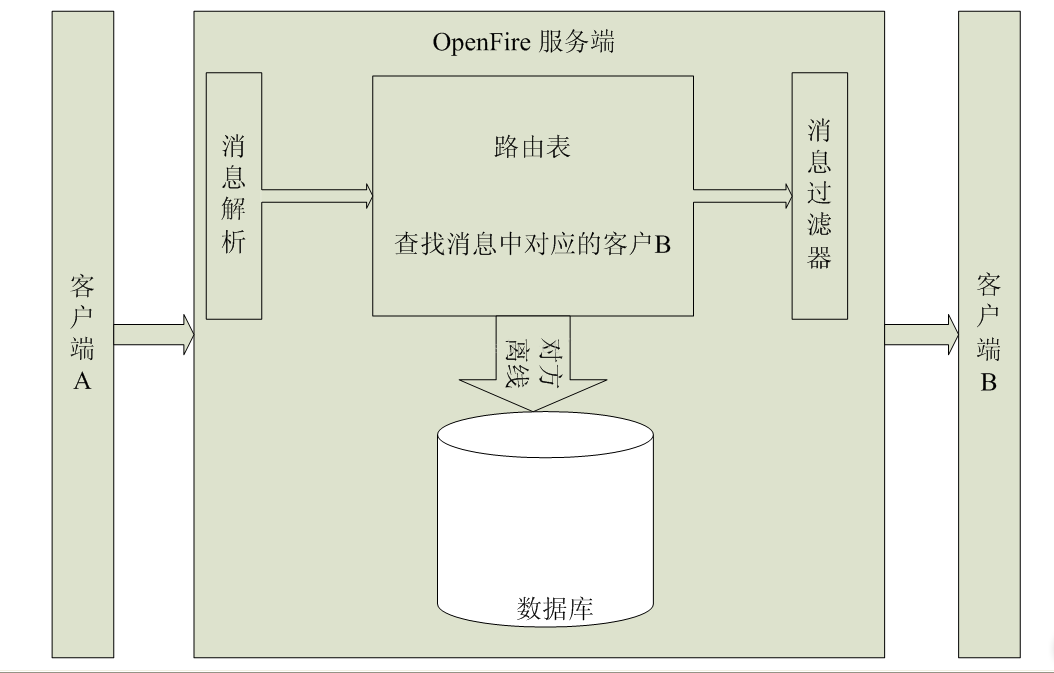 OpenFire 服务端
客户端A
消息解析
路由表
查找消息中对应的客户B
消息过滤器
对方离线
数据库
客户端B